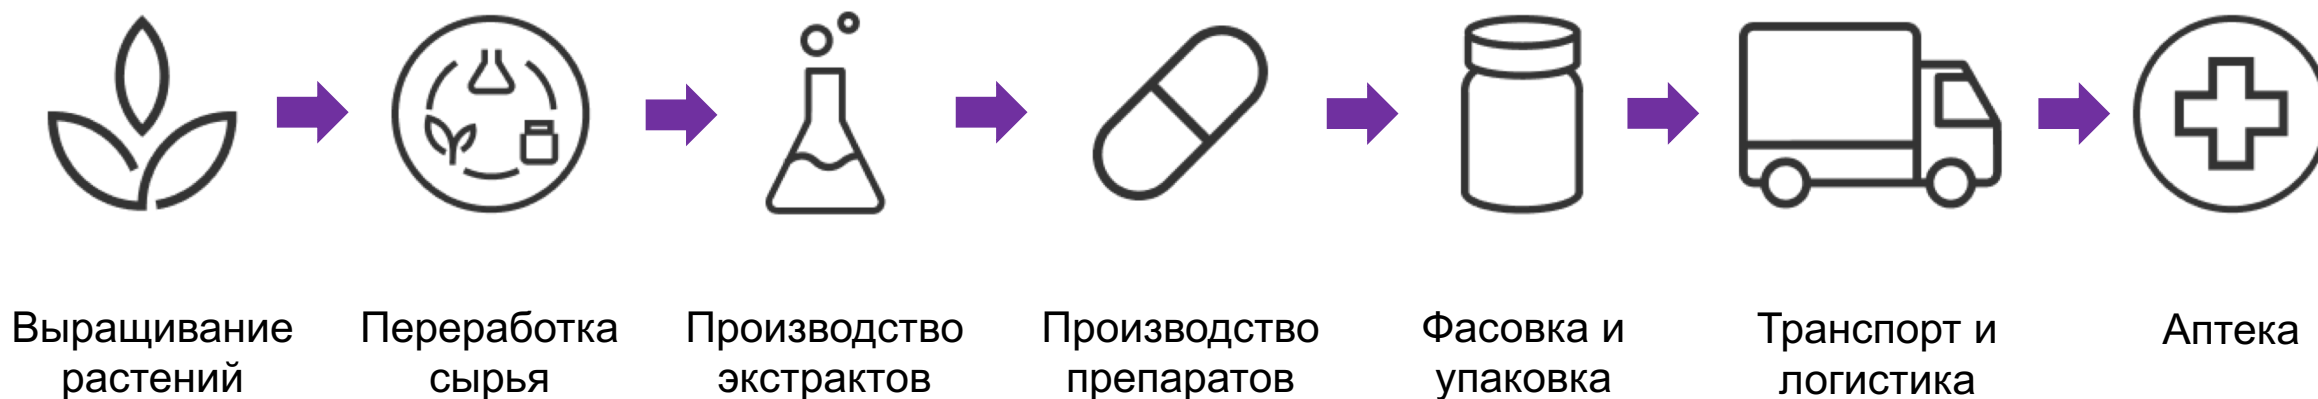 Выращивание
растений
Переработка
сырья
Производство
экстрактов
Производство
препаратов
Фасовка и
упаковка
Транспорт и
логистика
Аптека